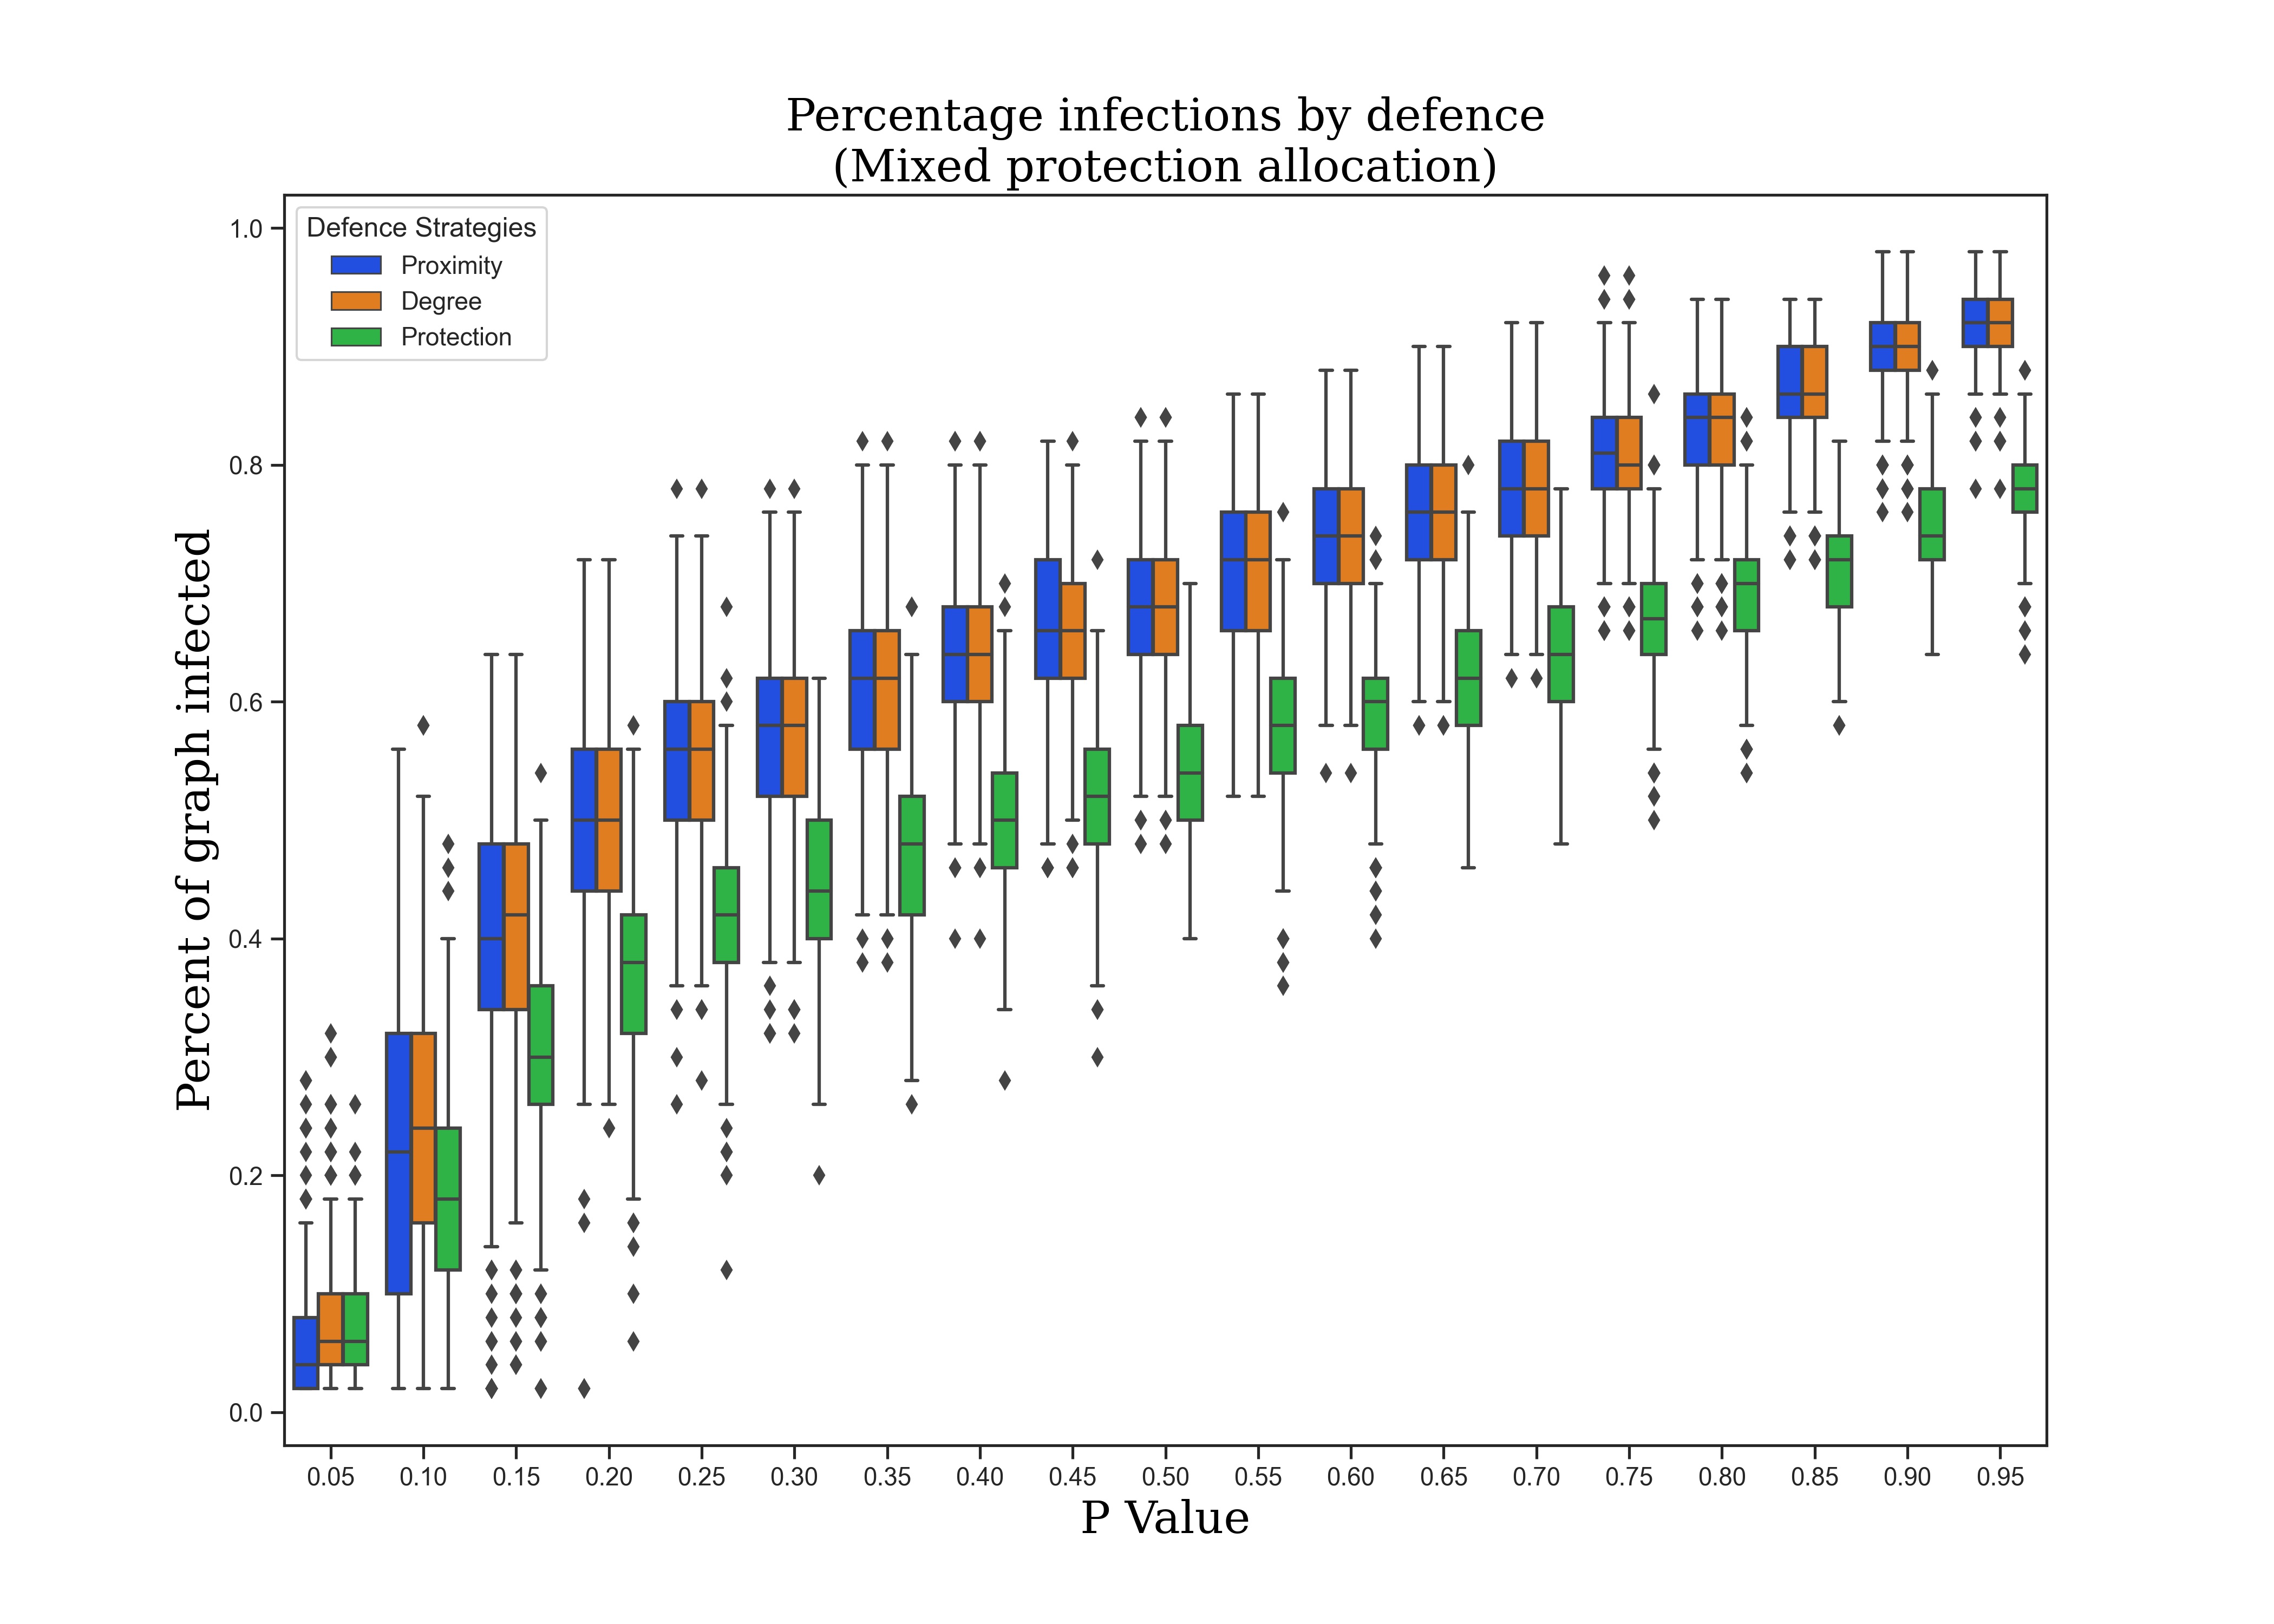 Percentage infections by defence
(Mixed protection allocation)
Defence Strategies
Proximity
Degree
Protection
Percent of graph infected
1.0
0.8
0.6
0.4
0.2
0.0
0.05 0.10 0.15 0.20 0.25 0.30 0.35 0.40 0.45 0.50 0.55 0.60 0.65 0.70 0.75 0.80 0.85 0.90 0.95
P Value